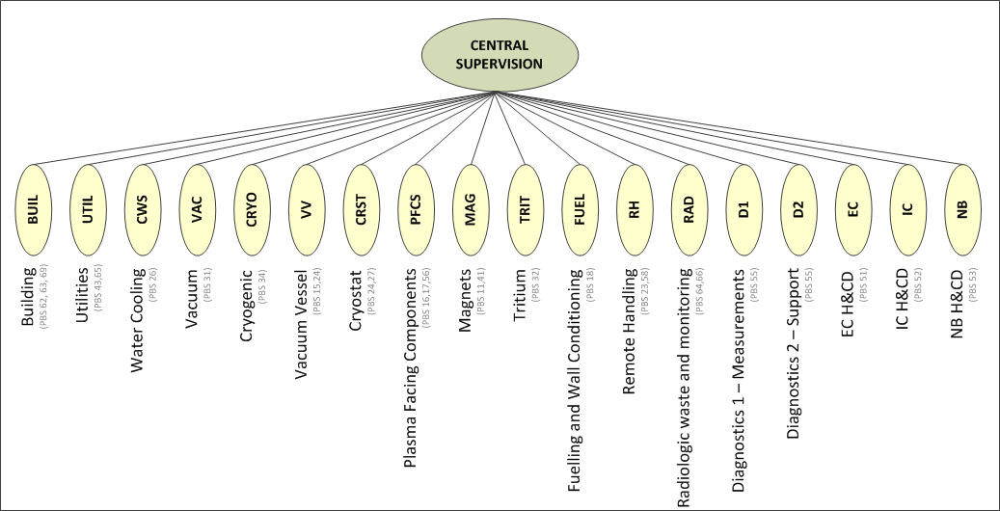 CENTRAL
SUPERVISION
BUIL
UTIL
CWS
VAC
CRYO
VV
CRST
PFCS
MAG
TRIT
FUEL
RH
RAD
D1
D2
EC
IC
NB
Building
(PBS 62, 63, 69)
Utilities
(PBS 43,65)
Water Cooling
(PBS 26)
Vacuum
(PBS 31)
Cryogenic
(PBS 34)
Vacuum Vessel
(PBS 15,24)
Cryostat
(PBS 24,27)
Plasma Facing Components
(PBS 16,17,56)
Magnets
(PBS 11,41)
Tritium
(PBS 32)
Fuelling and Wall Conditioning
(PBS 18)
Remote Handling
(PBS 23,58)
Radiologic waste and monitoring
(PBS 64,66)
Diagnostics 1 – Measurements
(PBS 55)
Diagnostics 2 – Support
(PBS 55)
EC H&CD
(PBS 51)
IC H&CD
(PBS 52)
NB H&CD
(PBS 53)